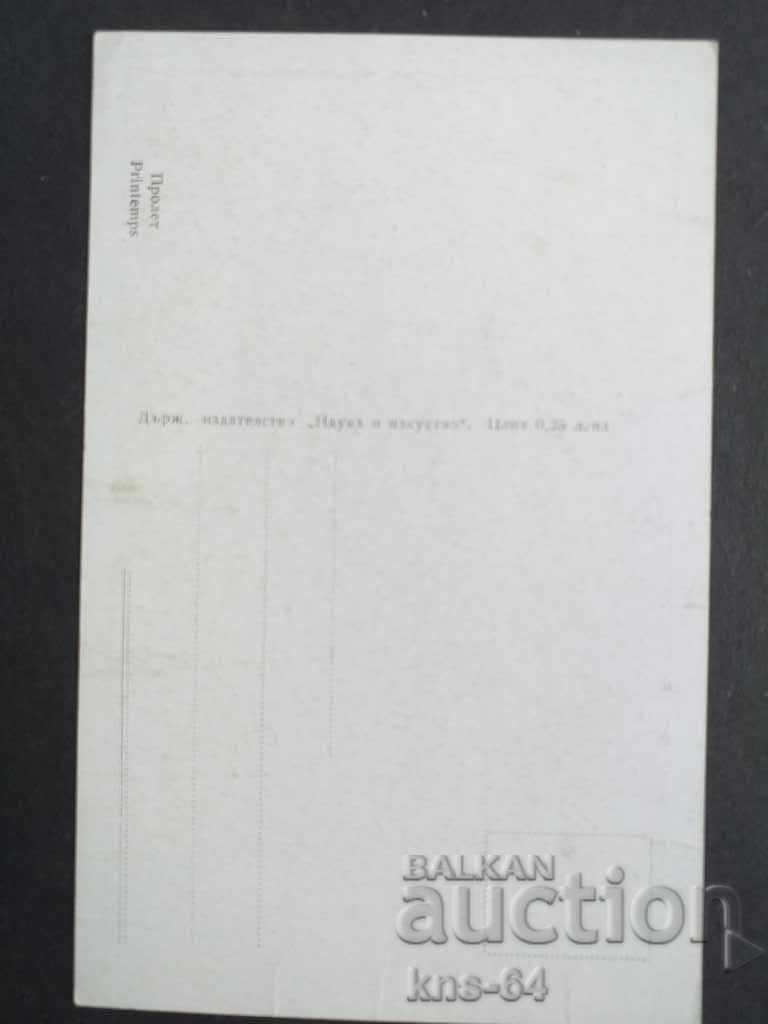 Пролет
Printemps
Държ. издателство „Наука и изкуство“. Цена 0,25 лева
BALKAN
auction
kns-64